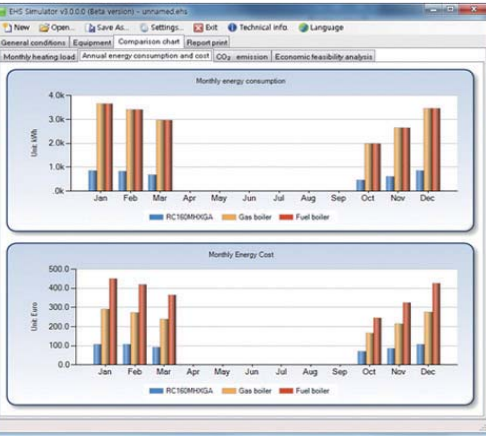 EHS Simulator v3.0.0.0 (Beta version) - unnamed.ehs
New Open... Save As... Settings... Exit Technical info. Language
General conditions Equipment Comparison chart Report print
Monthly heating load Annual energy consumption and cost CO₂ emission Economic feasibility analysis
Monthly energy consumption
4.0k
3.0k
2.0k
1.0k
.0k
Unit: kWh
Jan Feb Mar Apr May Jun Jul Aug Sep Oct Nov Dec
RC160MHXGA Gas boiler Fuel boiler
Monthly Energy Cost
500.0
400.0
300.0
200.0
100.0
0.0
Unit: Euro
Jan Feb Mar Apr May Jun Jul Aug Sep Oct Nov Dec
RC160MHXGA Gas boiler Fuel boiler